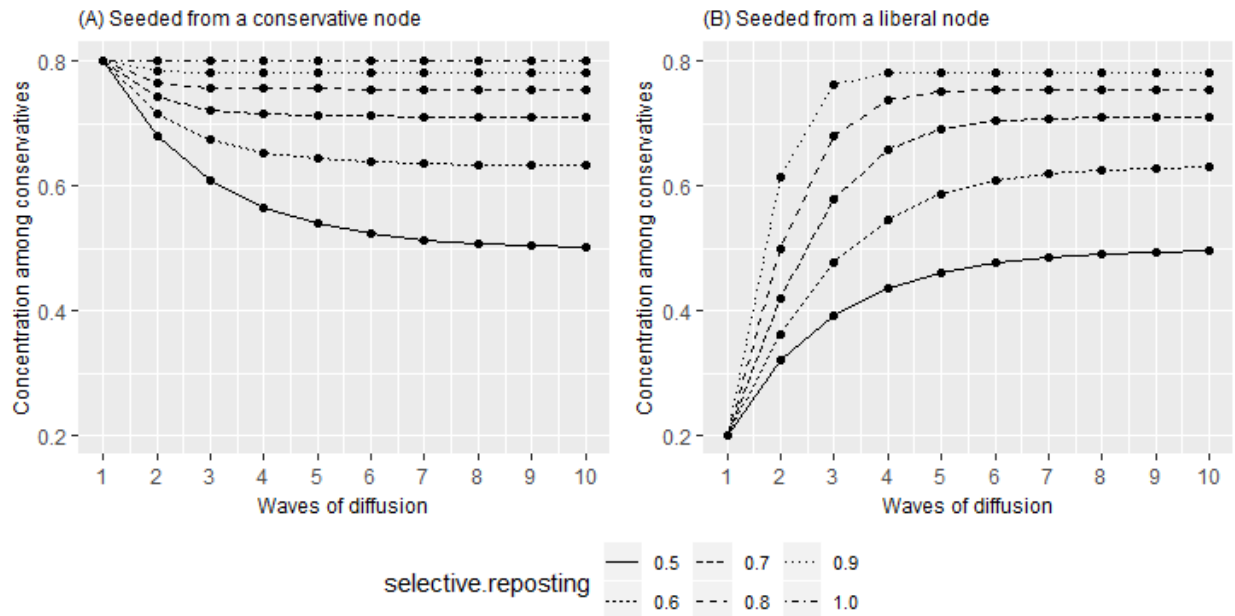 (A) Seeded from a conservative node
Concentration among conservatives
0.8
0.6
0.4
0.2
1 2 3 4 5 6 7 8 9 10
Waves of diffusion
(B) Seeded from a liberal node
Concentration among conservatives
0.8
0.6
0.4
0.2
1 2 3 4 5 6 7 8 9 10
Waves of diffusion
selective.reposting
0.5 0.7 0.9
0.6 0.8 1.0